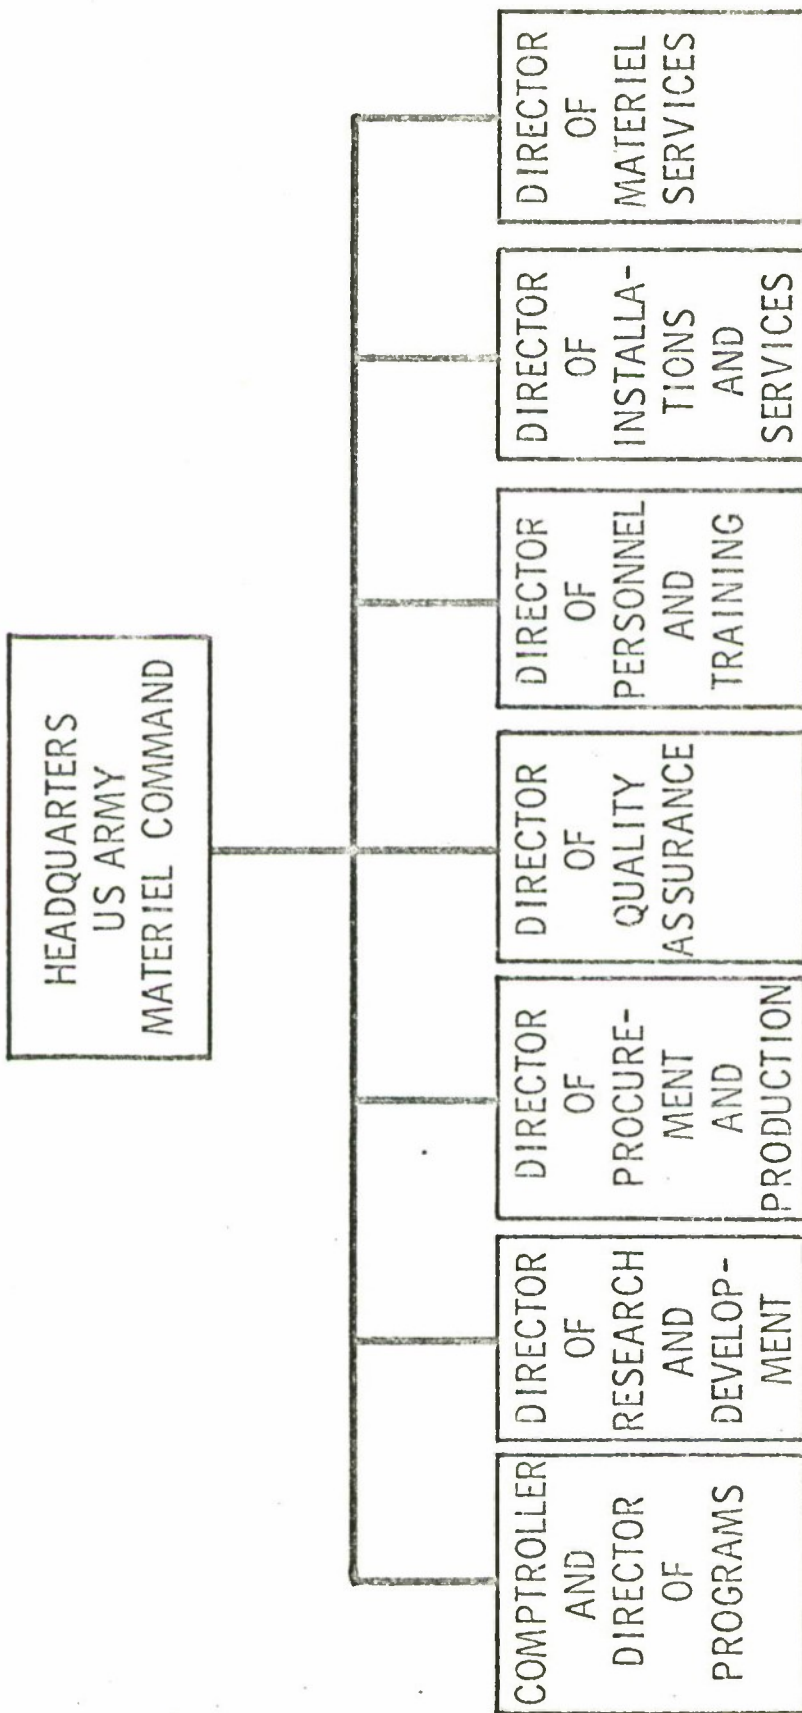 HEADQUARTERS
US ARMY
MATERIEL COMMAND
COMPTROLLER
AND
DIRECTOR
OF
PROGRAMS
DIRECTOR
OF
RESEARCH
AND
DEVELOP-
MENT
DIRECTOR
OF
PROCURE-
MENT
AND
PRODUCTION
DIRECTOR
OF
QUALITY
ASSURANCE
DIRECTOR
OF
PERSONNEL
AND
TRAINING
DIRECTOR
OF
INSTALLA-
TIONS
AND
SERVICES
DIRECTOR
OF
MATERIEL
SERVICES